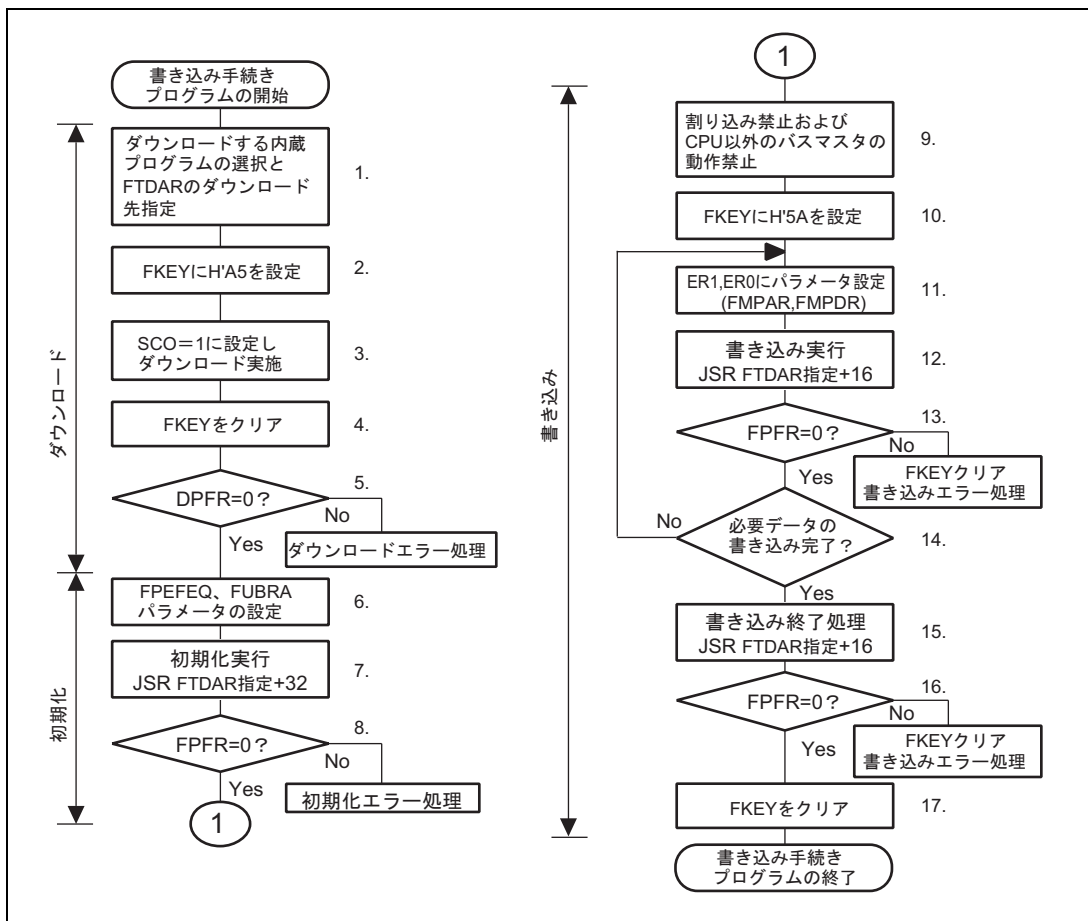 書き込み手続き
プログラムの開始
ダウンロード
ダウンロードする内蔵
プログラムの選択と
FTDARのダウンロード
先指定
1.
FKEYにH'A5を設定
2.
SCO＝1に設定し
ダウンロード実施
3.
FKEYをクリア
4.
DPFR=0？
5.
No
Yes
ダウンロードエラー処理
初期化
FPEFEQ、FUBRA
パラメータの設定
6.
初期化実行
JSR FTDAR指定+32
7.
FPFR=0？
8.
No
Yes
初期化エラー処理
1
1
書き込み
割り込み禁止および
CPU以外のバスマスタの
動作禁止
9.
FKEYにH'5Aを設定
10.
ER1,ER0にパラメータ設定
(FMPAR,FMPDR)
11.
書き込み実行
JSR FTDAR指定+16
12.
FPFR=0？
13.
No
Yes
FKEYクリア
書き込みエラー処理
No
必要データの
書き込み完了？
14.
Yes
書き込み終了処理
JSR FTDAR指定+16
15.
FPFR=0？
16.
No
Yes
FKEYクリア
書き込みエラー処理
FKEYをクリア
17.
書き込み手続き
プログラムの終了